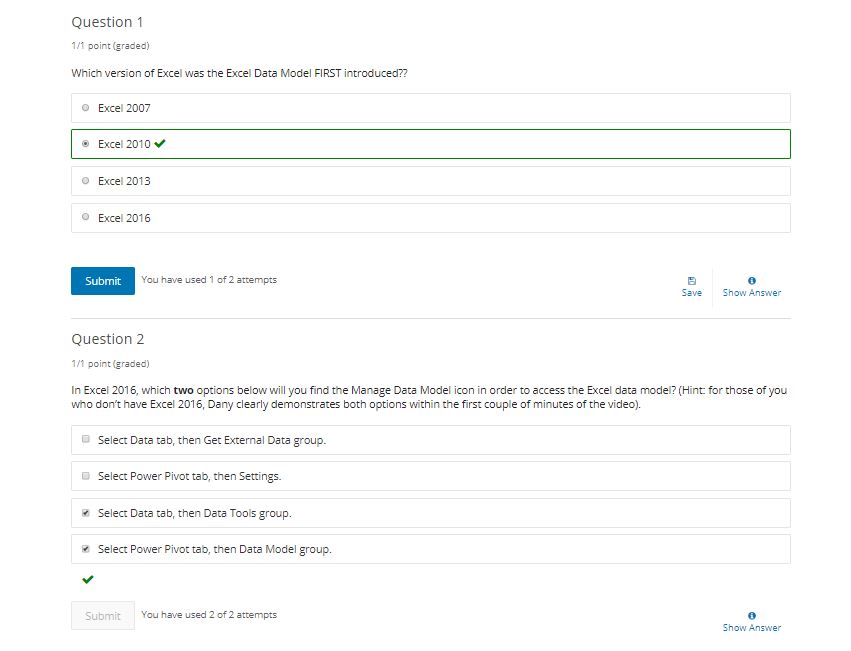 Question 1
1/1 point (graded)
Which version of Excel was the Excel Data Model FIRST introduced??
Excel 2007
Excel 2010
Excel 2013
Excel 2016
Submit
You have used 1 of 2 attempts
Save
Show Answer
Question 2
1/1 point (graded)
In Excel 2016, which two options below will you find the Manage Data Model icon in order to access the Excel data model? (Hint: for those of you
who don't have Excel 2016, Dany clearly demonstrates both options within the first couple of minutes of the video).
Select Data tab, then Get External Data group.
Select Power Pivot tab, then Settings.
Select Data tab, then Data Tools group.
Select Power Pivot tab, then Data Model group.
Submit
You have used 2 of 2 attempts
Show Answer